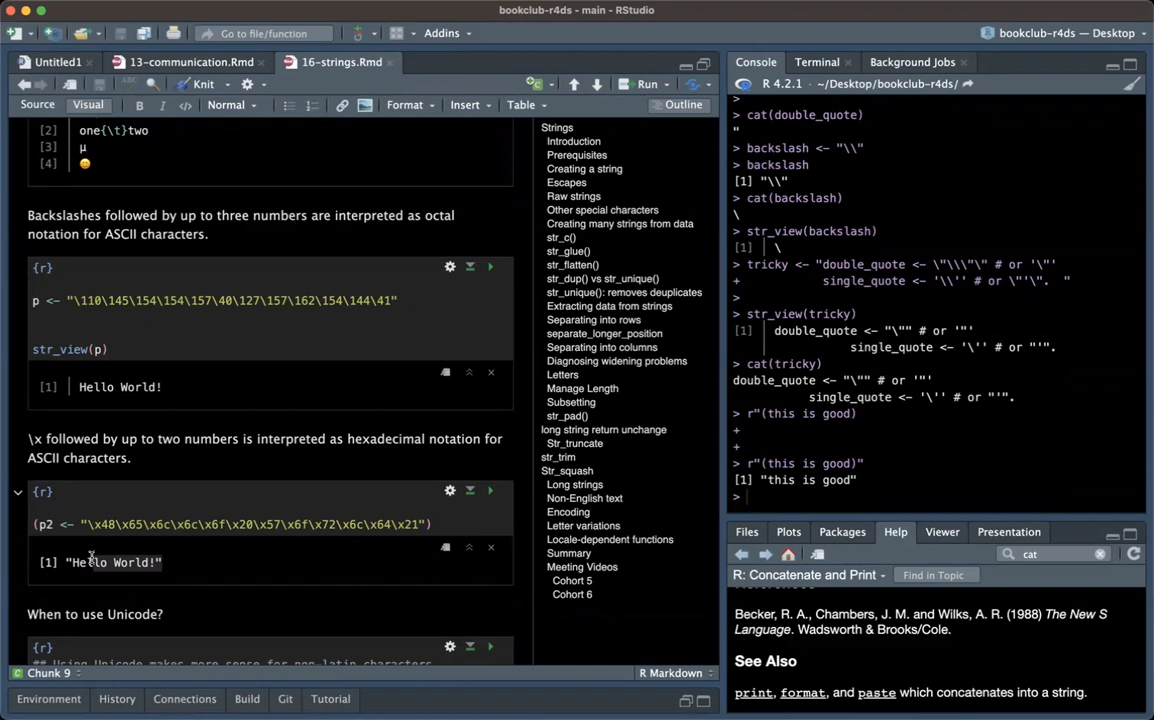 bookclub-r4ds - main - RStudio
Go to file/function
Addins
bookclub-r4ds — Desktop
Untitled1
13-communication.Rmd
16-strings.Rmd
Knit
Run
Source
Visual
B
I
</>
Normal
Format
Insert
Table
Outline
[2] one{\t}two
[3] µ
[4] 😊
Backslashes followed by up to three numbers are interpreted as octal
notation for ASCII characters.
{r}
p <- "\110\145\154\154\157\40\127\157\162\154\144\41"
str_view(p)
[1] │ Hello World!
\x followed by up to two numbers is interpreted as hexadecimal notation for
ASCII characters.
{r}
(p2 <- "\x48\x65\x6c\x6c\x6f\x20\x57\x6f\x72\x6c\x64\x21")
[1] "Hello World!"
When to use Unicode?
{r}
## Using Unicode makes more sense for non-latin characters
Chunk 9
R Markdown
Strings
Introduction
Prerequisites
Creating a string
Escapes
Raw strings
Other special characters
Creating many strings from data
str_c()
str_glue()
str_flatten()
str_dup() vs str_unique()
str_unique(): removes deuplicates
Extracting data from strings
Separating into rows
separate_longer_position
Separating into columns
Diagnosing widening problems
Letters
Manage Length
Subsetting
str_pad()
long string return unchange
Str_truncate
str_trim
Str_squash
Long strings
Non-English text
Encoding
Letter variations
Locale-dependent functions
Summary
Meeting Videos
Cohort 5
Cohort 6
Console
Terminal
Background Jobs
R 4.2.1 · ~/Desktop/bookclub-r4ds/
>
> cat(double_quote)
"
> backslash <- "\\"
> backslash
[1] "\\"
> cat(backslash)
\
> str_view(backslash)
[1] │ \
> tricky <- "double_quote <- \"\\\"\" # or '\"'
+ single_quote <- '\\'' # or \"'\". "
>
> str_view(tricky)
[1] │ double_quote <- "\"" # or '"'
│ single_quote <- '\'' # or "'".
> cat(tricky)
double_quote <- "\"" # or '"'
single_quote <- '\'' # or "'".
> r"(this is good)
+
+
> r"(this is good)"
[1] "this is good"
>
Files
Plots
Packages
Help
Viewer
Presentation
cat
R: Concatenate and Print
Find in Topic
Becker, R. A., Chambers, J. M. and Wilks, A. R. (1988) The New S
Language. Wadsworth & Brooks/Cole.
See Also
print, format, and paste which concatenates into a string.
Environment
History
Connections
Build
Git
Tutorial